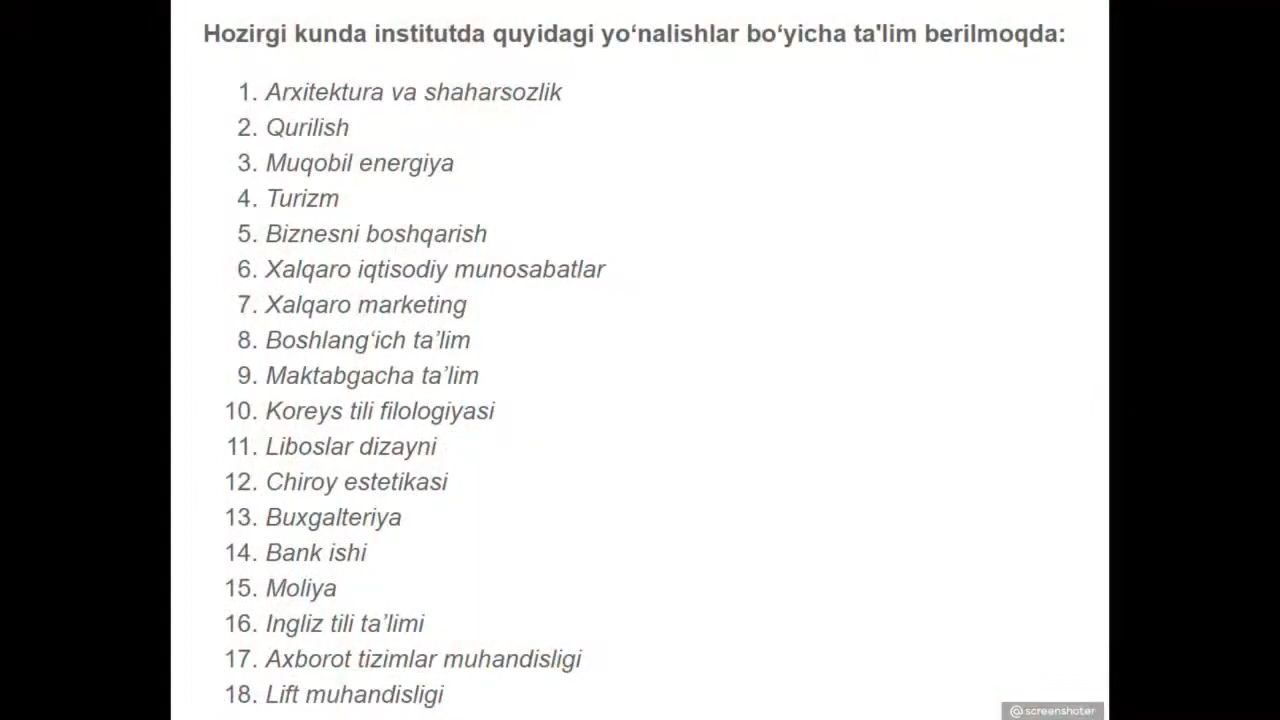 Hozirgi kunda institutda quyidagi yo‘nalishlar bo‘yicha ta'lim berilmoqda:
1. Arxitektura va shaharsozlik
2. Qurilish
3. Muqobil energiya
4. Turizm
5. Biznesni boshqarish
6. Xalqaro iqtisodiy munosabatlar
7. Xalqaro marketing
8. Boshlang‘ich ta’lim
9. Maktabgacha ta’lim
10. Koreys tili filologiyasi
11. Liboslar dizayni
12. Chiroy estetikasi
13. Buxgalteriya
14. Bank ishi
15. Moliya
16. Ingliz tili ta’limi
17. Axborot tizimlar muhandisligi
18. Lift muhandisligi
@screenshoter